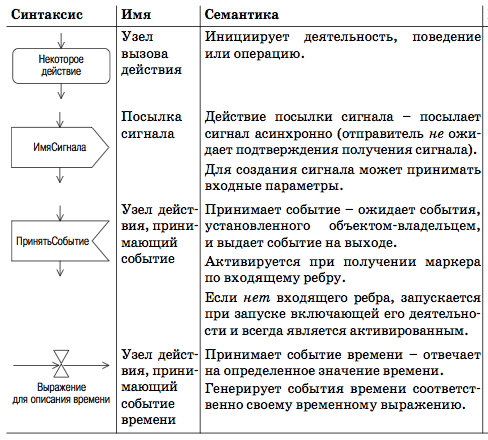 Синтаксис Имя Семантика
Некоторое
действие
Узел
вызова
действия
Инициирует деятельность, поведение
или операцию.
ИмяСигнала
Посылка
сигнала
Действие посылки сигнала – посылает
сигнал асинхронно (отправитель не ожи-
дает подтверждения получения сигнала).
Для создания сигнала может принимать
входные параметры.
ПринятьСобытие
Узел дейст-
вия, прини-
мающий
событие
Принимает событие – ожидает события,
установленного объектом-владельцем,
и выдает событие на выходе.
Активируется при получении маркера
по входящему ребру.
Если нет входящего ребра, запускается
при запуске включающей его деятельно-
сти и всегда является активированным.
Выражение
для описания времени
Узел дейст-
вия, прини-
мающий
событие
времени
Принимает событие времени – отвечает
на определенное значение времени.
Генерирует события времени соответст-
венно своему временному выражению.